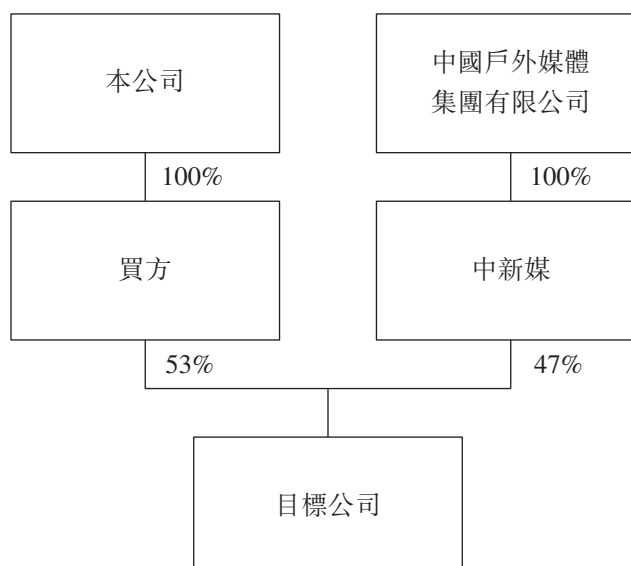 本公司
中國戶外媒體
集團有限公司
100%
100%
買方
中新媒
53%
47%
目標公司